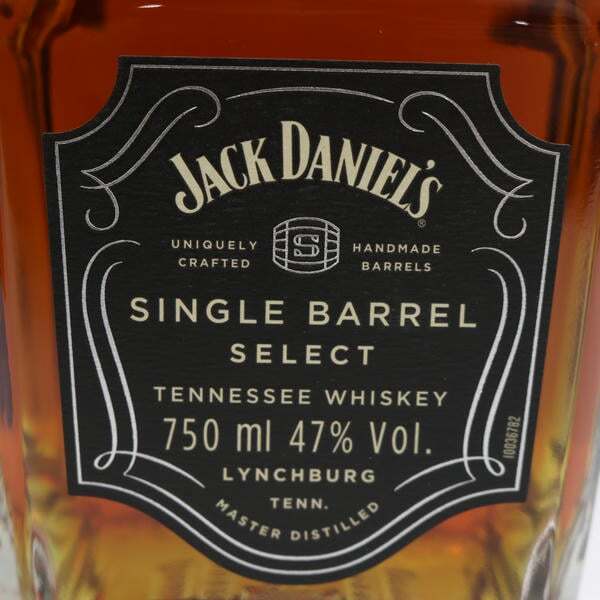 JACK DANIEL'S®
UNIQUELY CRAFTED
S
HANDMADE BARRELS
SINGLE BARREL
SELECT
TENNESSEE WHISKEY
750 ml 47% Vol.
LYNCHBURG
TENN.
MASTER DISTILLED
10036782